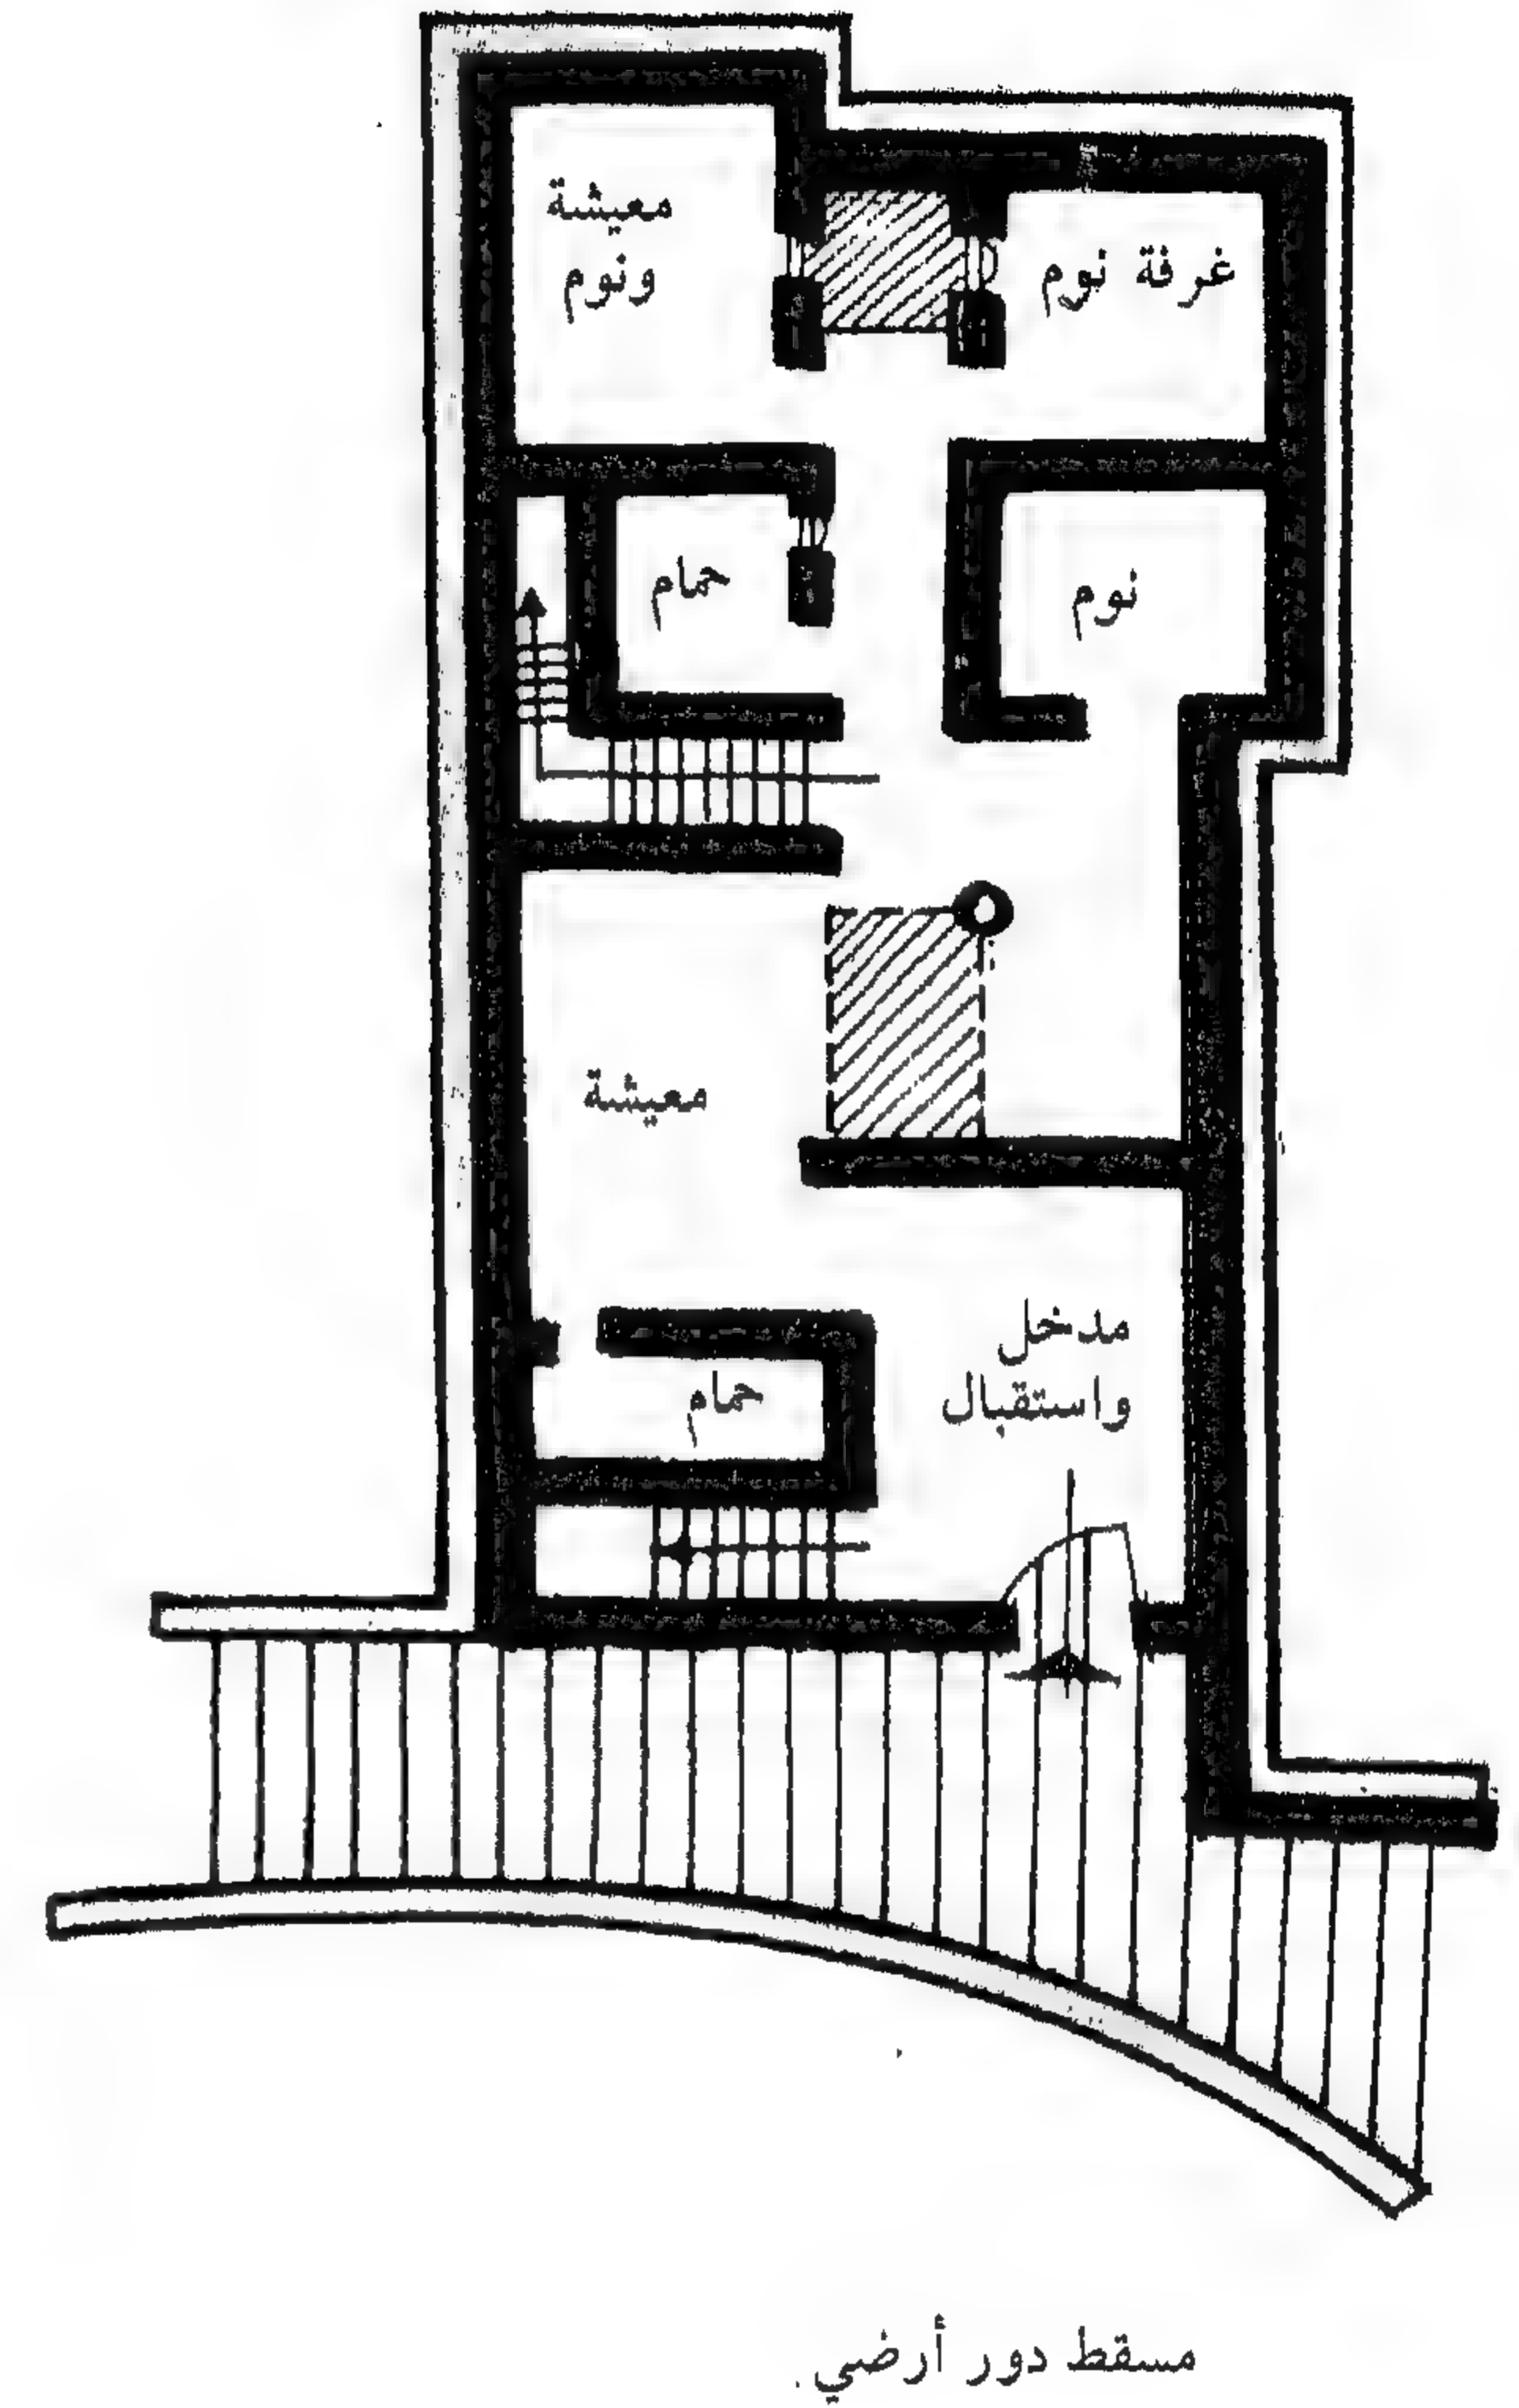 معيشة
ونوم
غرفة نوم
حمام
نوم
معيشة
مدخل
واستقبال
حمام
مسقط دور أرضي.